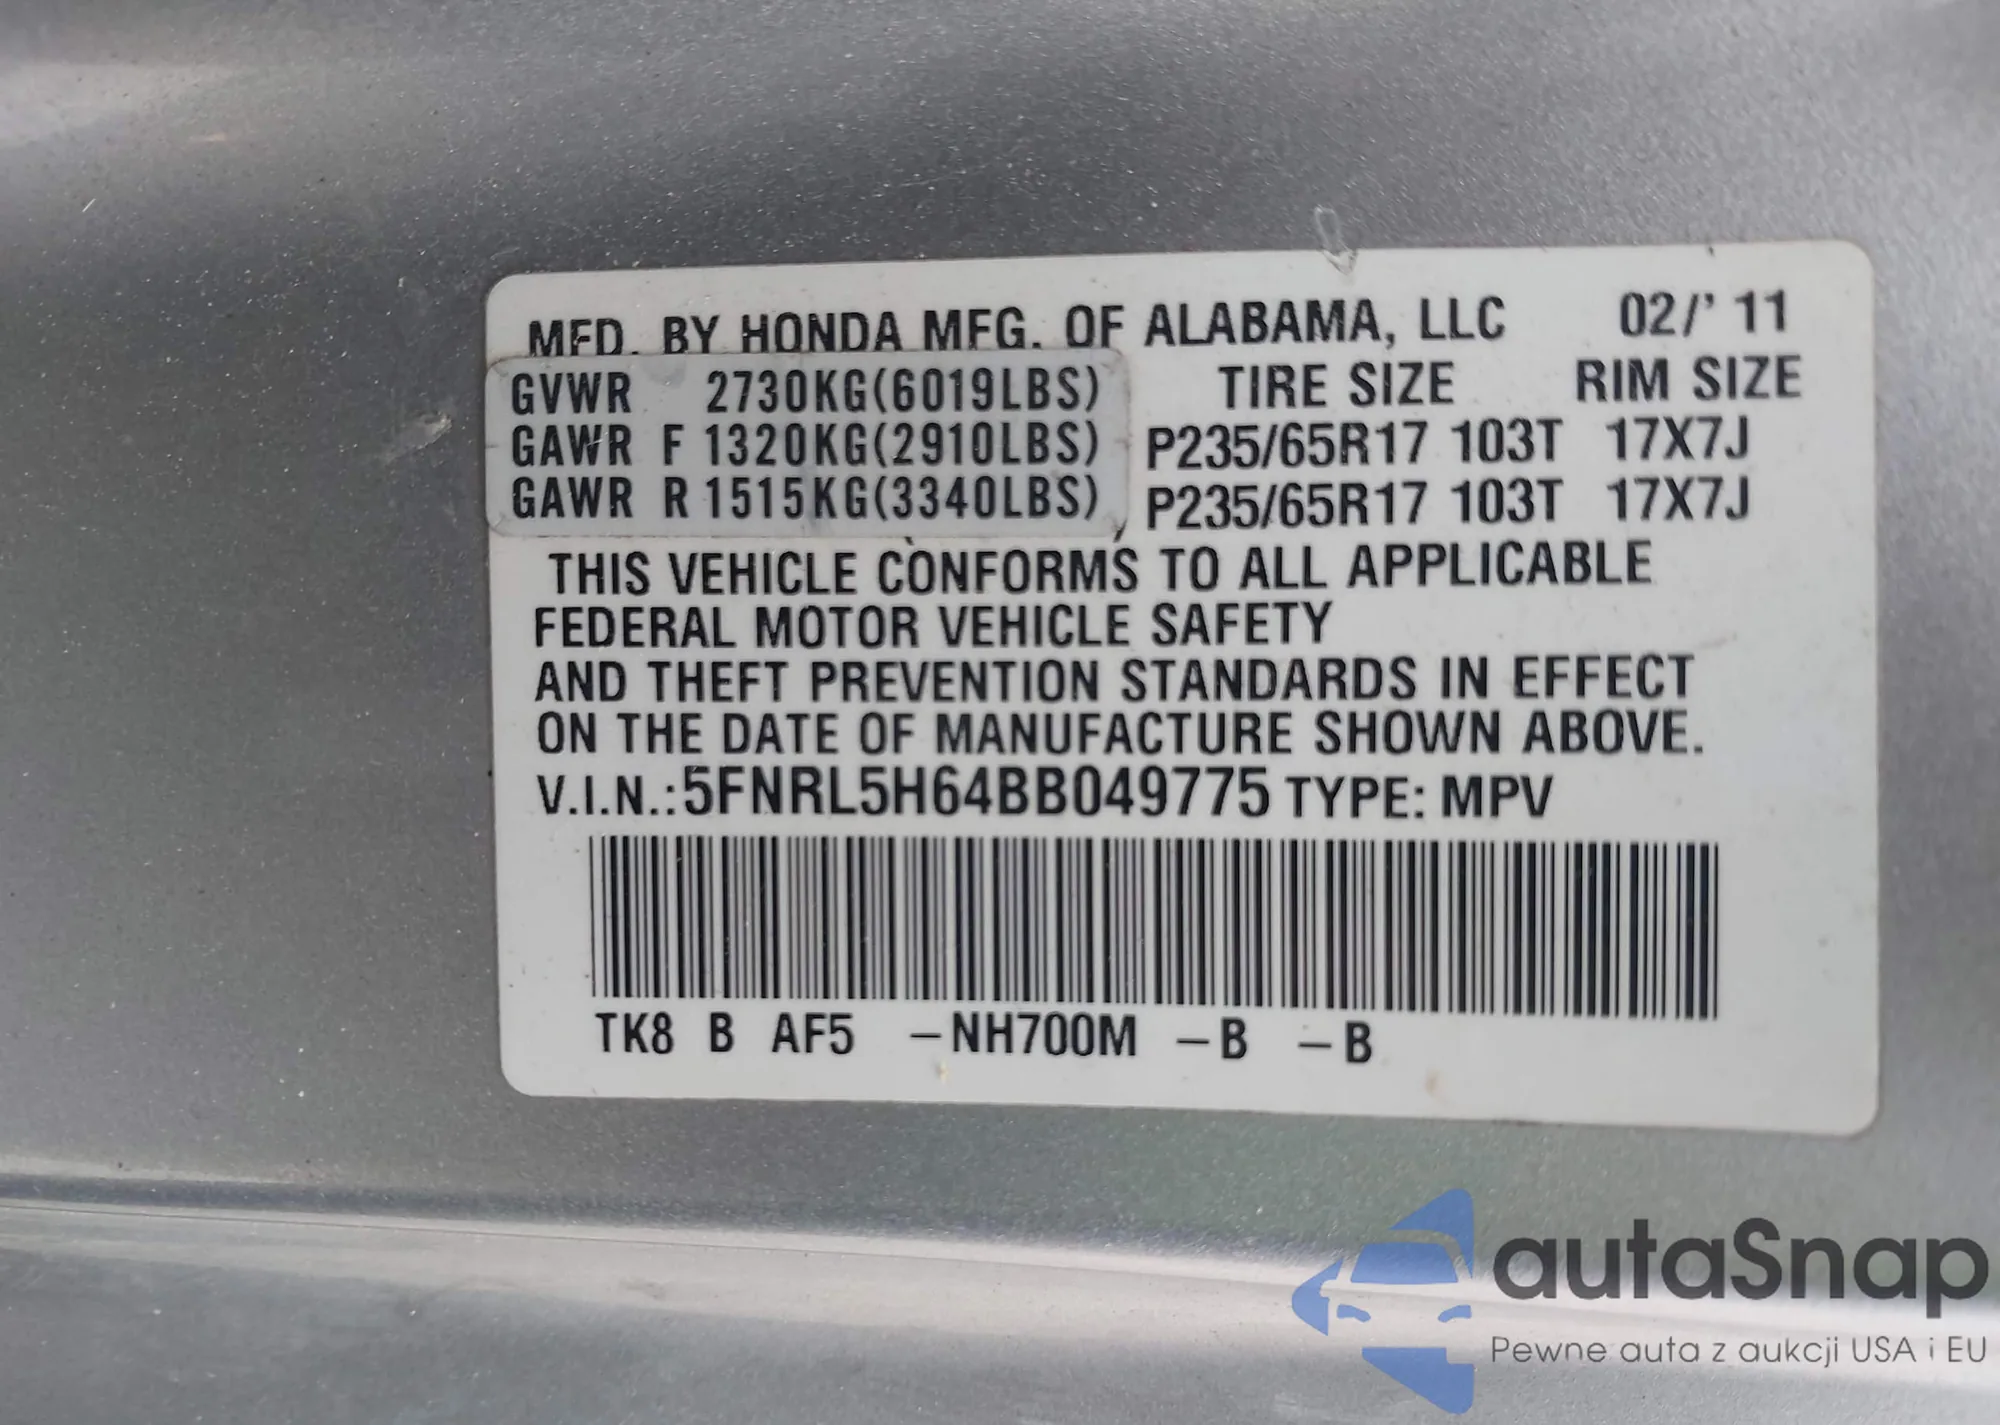 MFD. BY HONDA MFG. OF ALABAMA, LLC 02/'11
GVWR 2730KG(6019LBS) TIRE SIZE RIM SIZE
GAWR F 1320KG(2910LBS) P235/65R17 103T 17X7J
GAWR R 1515KG(3340LBS) P235/65R17 103T 17X7J
THIS VEHICLE CONFORMS TO ALL APPLICABLE
FEDERAL MOTOR VEHICLE SAFETY
AND THEFT PREVENTION STANDARDS IN EFFECT
ON THE DATE OF MANUFACTURE SHOWN ABOVE.
V.I.N.:5FNRL5H64BB049775 TYPE: MPV
TK8 B AF5 –NH700M –B –B
autaSnap
Pewne auta z aukcji USA i EU